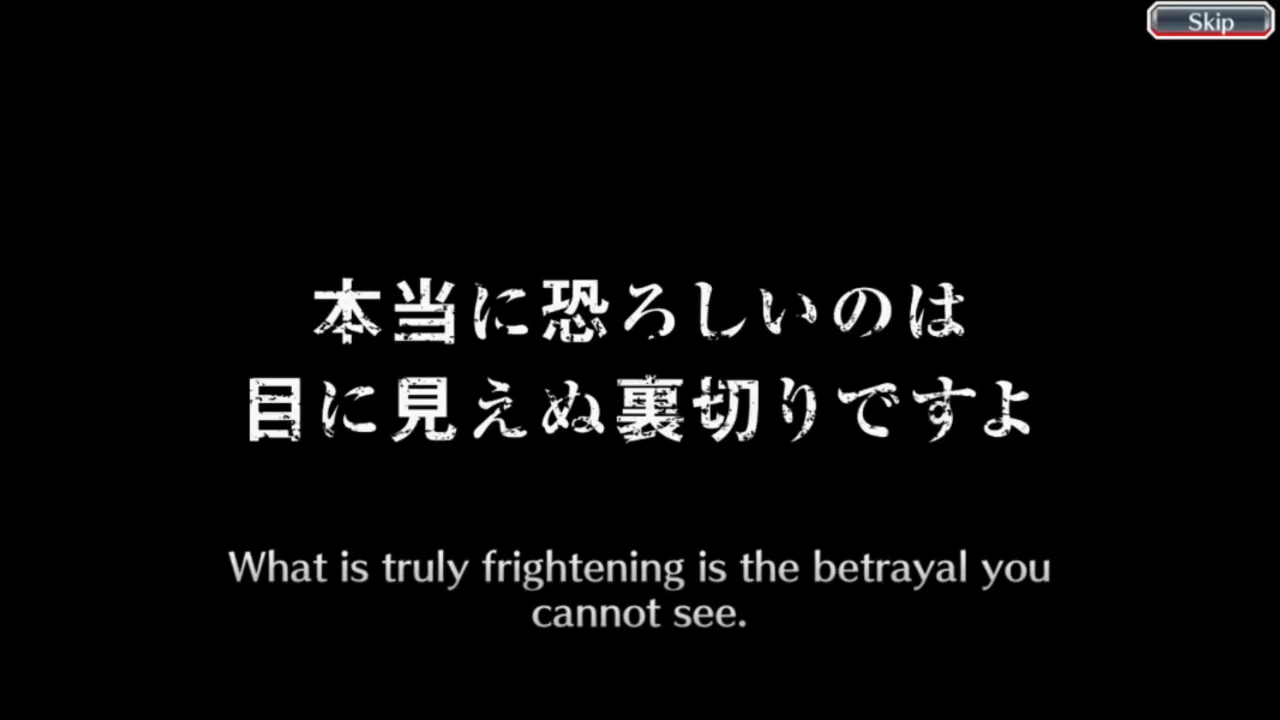 Skip
本当に恐ろしいのは
目に見えぬ裏切りですよ
What is truly frightening is the betrayal you
cannot see.